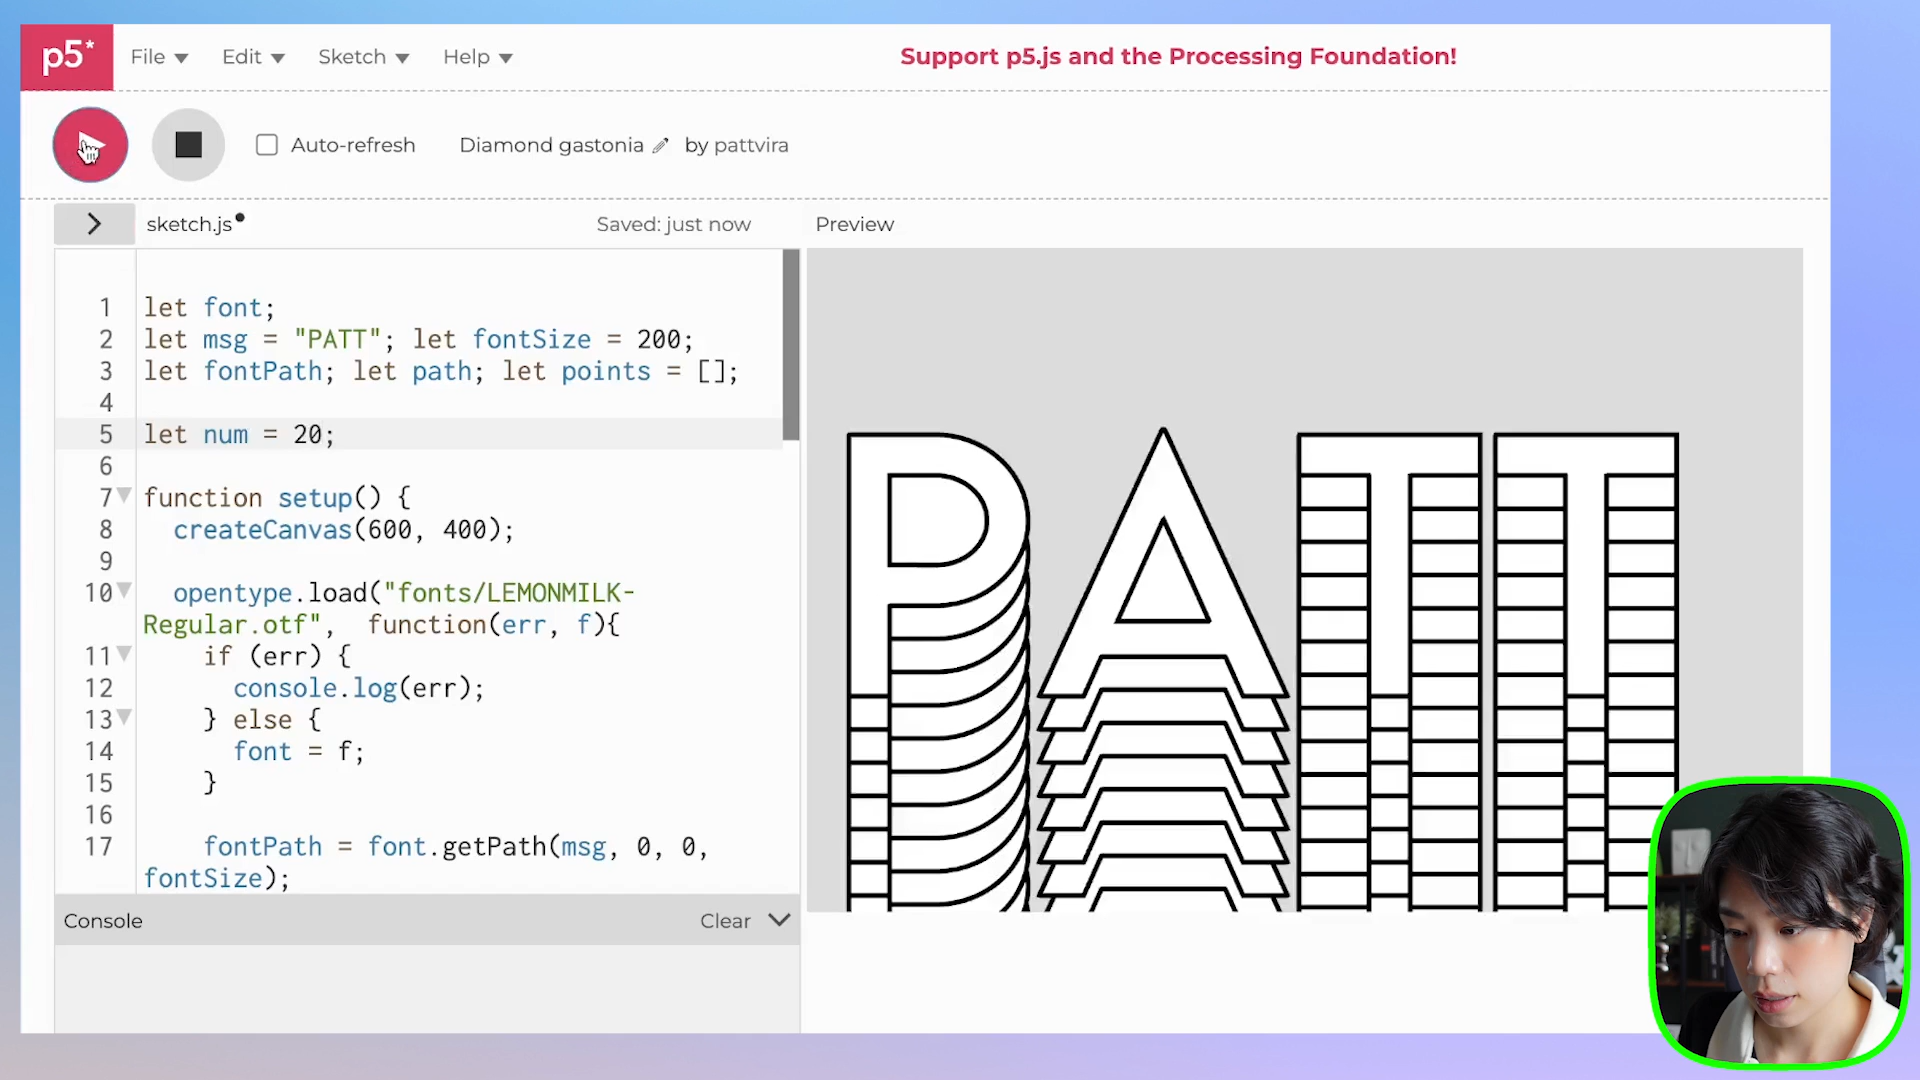 p5* File Edit Sketch Help Support p5.js and the Processing Foundation!
Auto-refresh Diamond gastonia by pattvira
sketch.js Saved: just now Preview
1 let font;
2 let msg = "PATT"; let fontSize = 200;
3 let fontPath; let path; let points = [];
4
5 let num = 20;
6
7 function setup() {
8 createCanvas(600, 400);
9
10 opentype.load("fonts/LEMONMILK-
Regular.otf", function(err, f){
11 if (err) {
12 console.log(err);
13 } else {
14 font = f;
15 }
16
17 fontPath = font.getPath(msg, 0, 0,
fontSize);
Console Clear
PATT